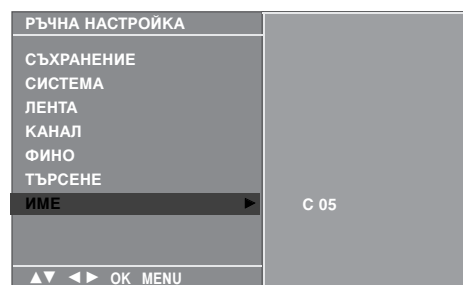 РЪЧНА НАСТРОЙКА
СЪХРАНЕНИЕ
СИСТЕМА
ЛЕНТА
КАНАЛ
ФИНО
ТЪРСЕНЕ
ИМЕ ► C 05
▲▼ ◄► OK MENU